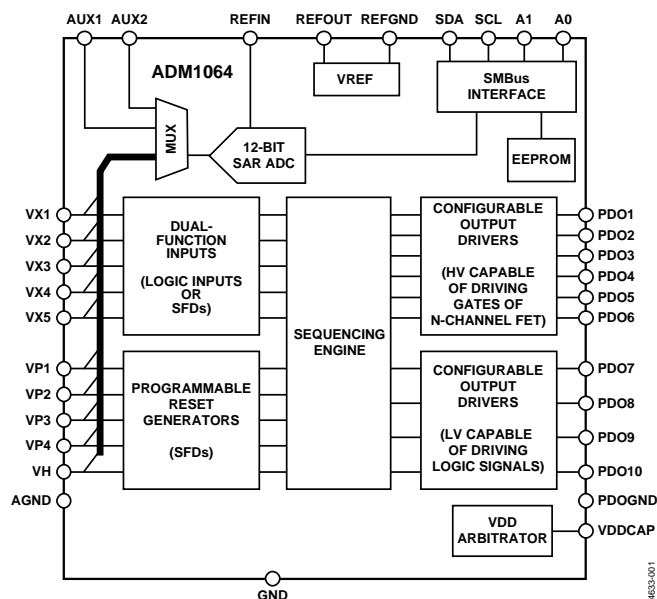 AUX1 AUX2 REFIN REFOUT REFGND SDA SCL A1 A0
ADM1064
VREF
SMBus
INTERFACE
MUX
12-BIT
SAR ADC
EEPROM
VX1
VX2
VX3
VX4
VX5
DUAL-
FUNCTION
INPUTS
(LOGIC INPUTS
OR
SFDs)
SEQUENCING
ENGINE
CONFIGURABLE
OUTPUT
DRIVERS
(HV CAPABLE
OF DRIVING
GATES OF
N-CHANNEL FET)
PDO1
PDO2
PDO3
PDO4
PDO5
PDO6
VP1
VP2
VP3
VP4
VH
AGND
PROGRAMMABLE
RESET
GENERATORS
(SFDs)
CONFIGURABLE
OUTPUT
DRIVERS
(LV CAPABLE
OF DRIVING
LOGIC SIGNALS)
PDO7
PDO8
PDO9
PDO10
PDOGND
VDD
ARBITRATOR
VDDCAP
GND
4633-001